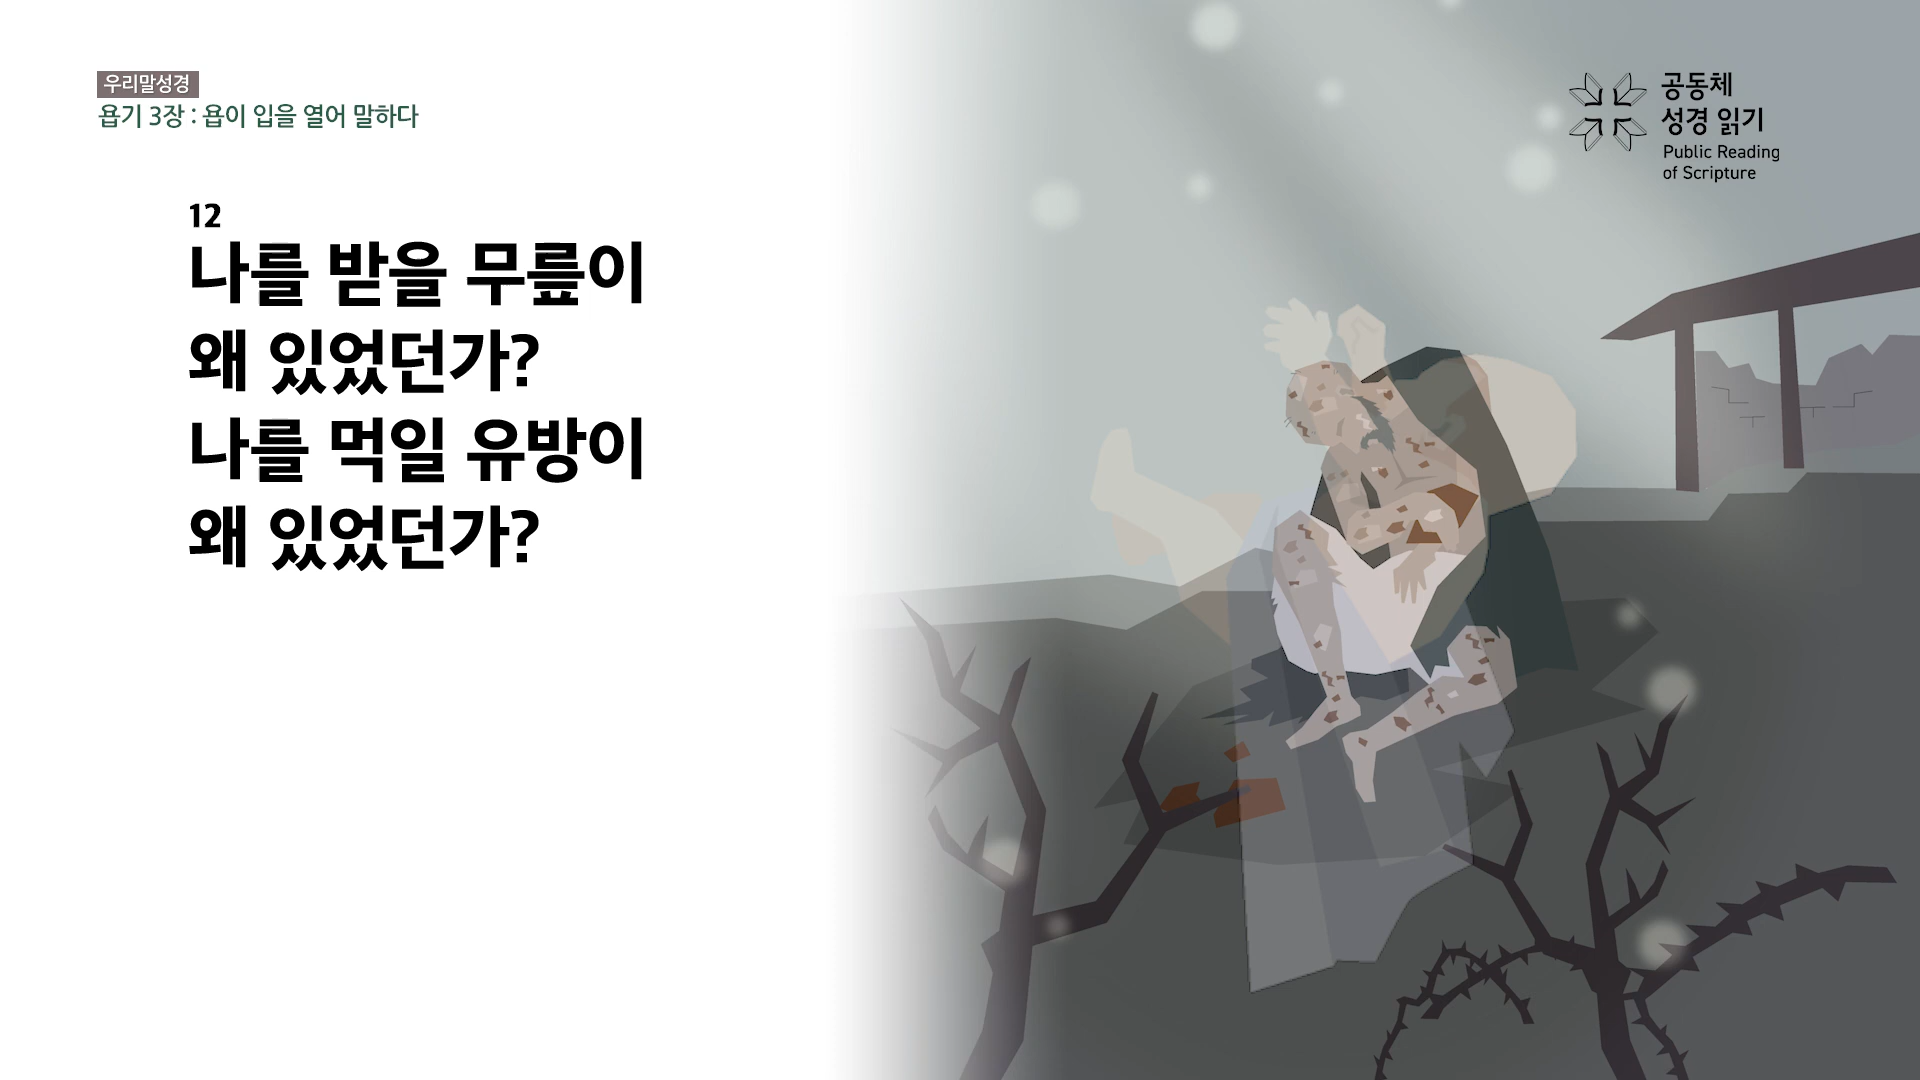 우리말성경
욥기 3장 : 욥이 입을 열어 말하다
12
나를 받을 무릎이
왜 있었던가?
나를 먹일 유방이
왜 있었던가?
공동체
성경 읽기
Public Reading
of Scripture